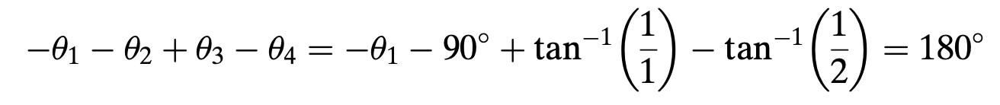 −θ₁ − θ₂ + θ₃ − θ₄ = −θ₁ − 90° + tan⁻¹(1/1) − tan⁻¹(1/2) = 180°